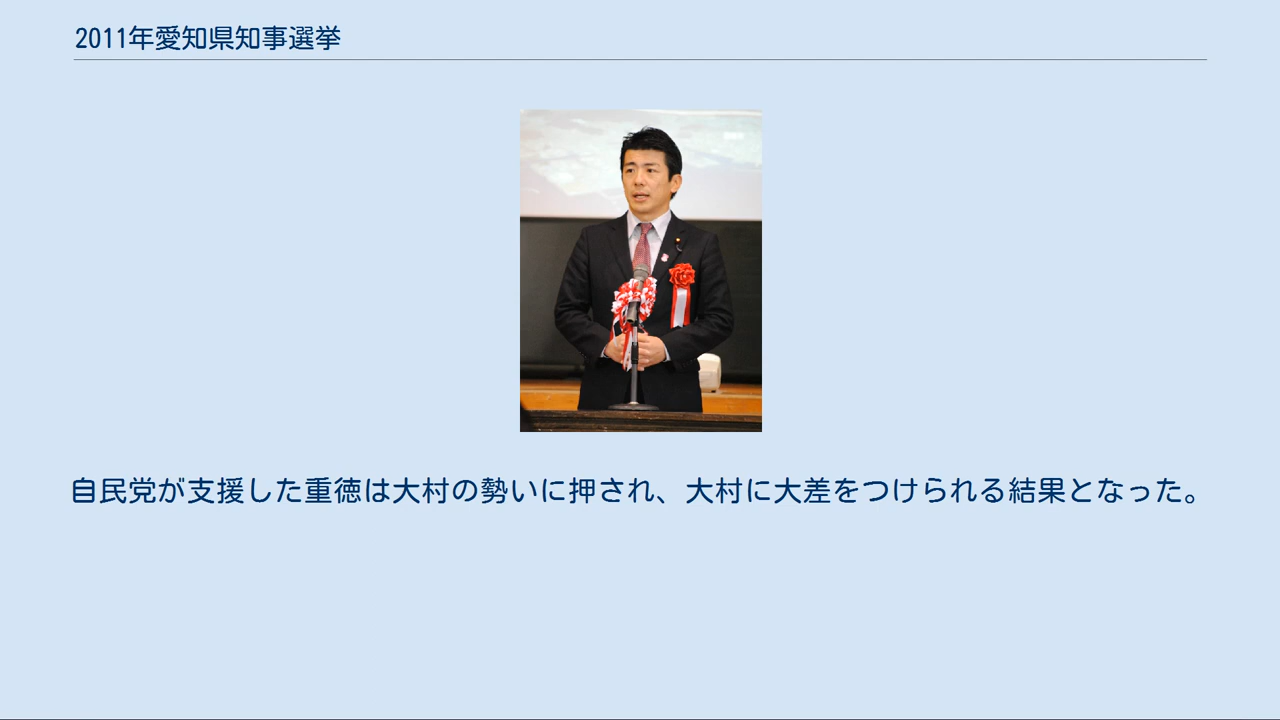 2011年愛知県知事選挙
自民党が支援した重徳は大村の勢いに押され、大村に大差をつけられる結果となった。